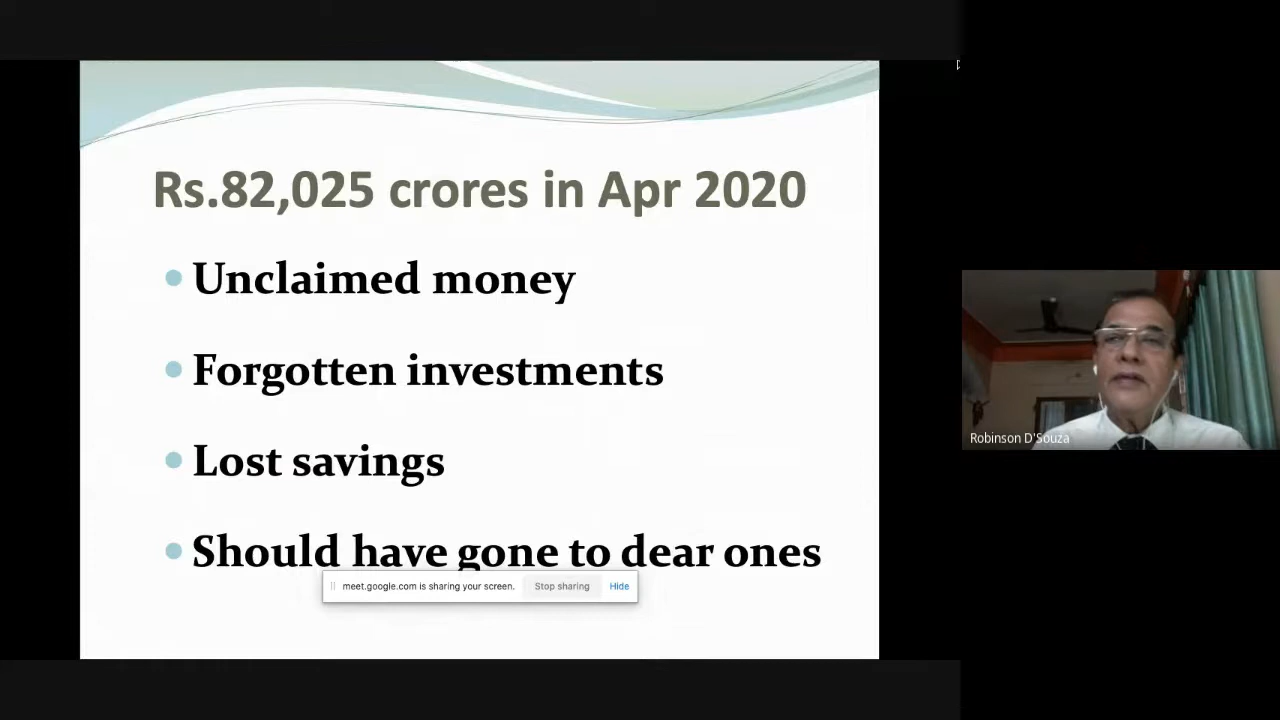 Rs.82,025 crores in Apr 2020
Unclaimed money
Forgotten investments
Lost savings
Should have gone to dear ones
meet.google.com is sharing your screen. Stop sharing Hide
Robinson D'Souza